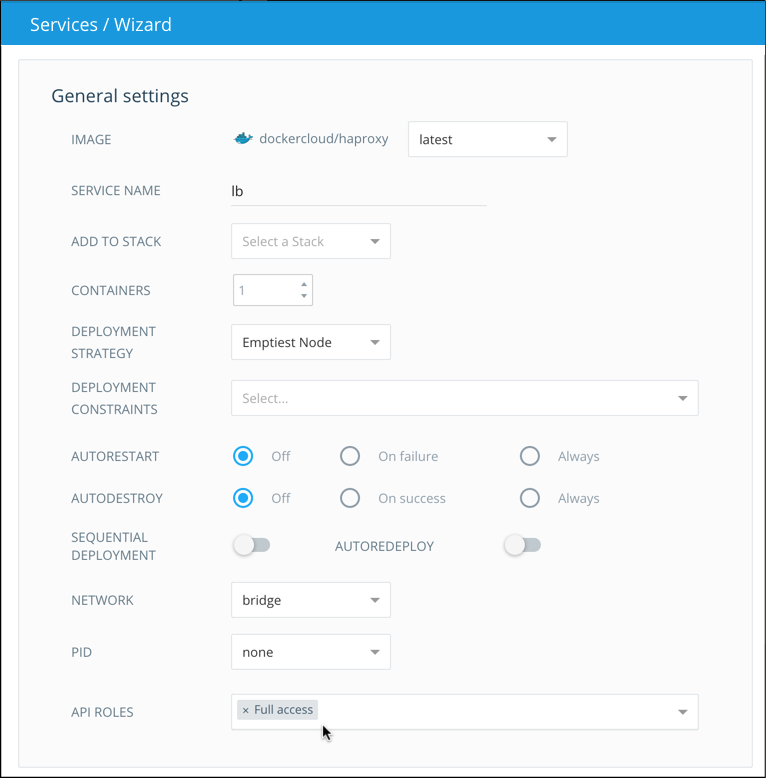 Services / Wizard
General settings
IMAGE dockercloud/haproxy latest
SERVICE NAME lb
ADD TO STACK Select a Stack
CONTAINERS 1
DEPLOYMENT
STRATEGY
Emptiest Node
DEPLOYMENT
CONSTRAINTS
Select...
AUTORESTART Off On failure Always
AUTODESTROY Off On success Always
SEQUENTIAL
DEPLOYMENT
AUTOREDEPLOY
NETWORK bridge
PID none
API ROLES × Full access